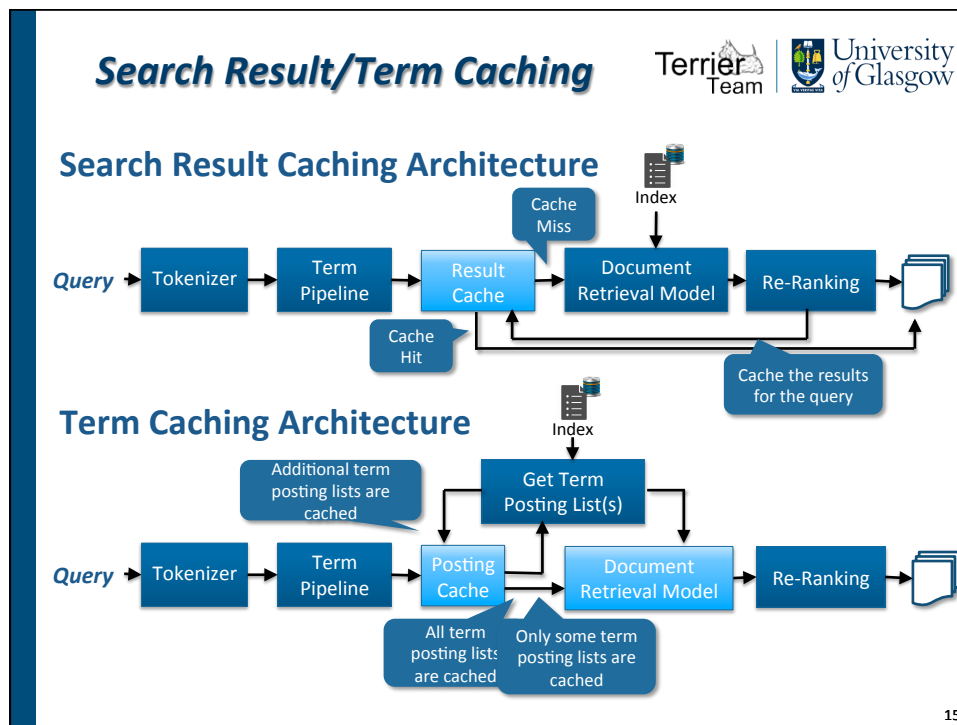 Search Result/Term Caching
Terrier
Team
University
of Glasgow
VIA VERITAS VITA
Search Result Caching Architecture
Index
Cache
Miss
Query
Tokenizer
Term
Pipeline
Result
Cache
Document
Retrieval Model
Re-Ranking
Cache
Hit
Cache the results
for the query
Term Caching Architecture
Index
Additional term
posting lists are
cached
Get Term
Posting List(s)
Query
Tokenizer
Term
Pipeline
Posting
Cache
Document
Retrieval Model
Re-Ranking
All term
posting lists
are cached
Only some term
posting lists are
cached
15